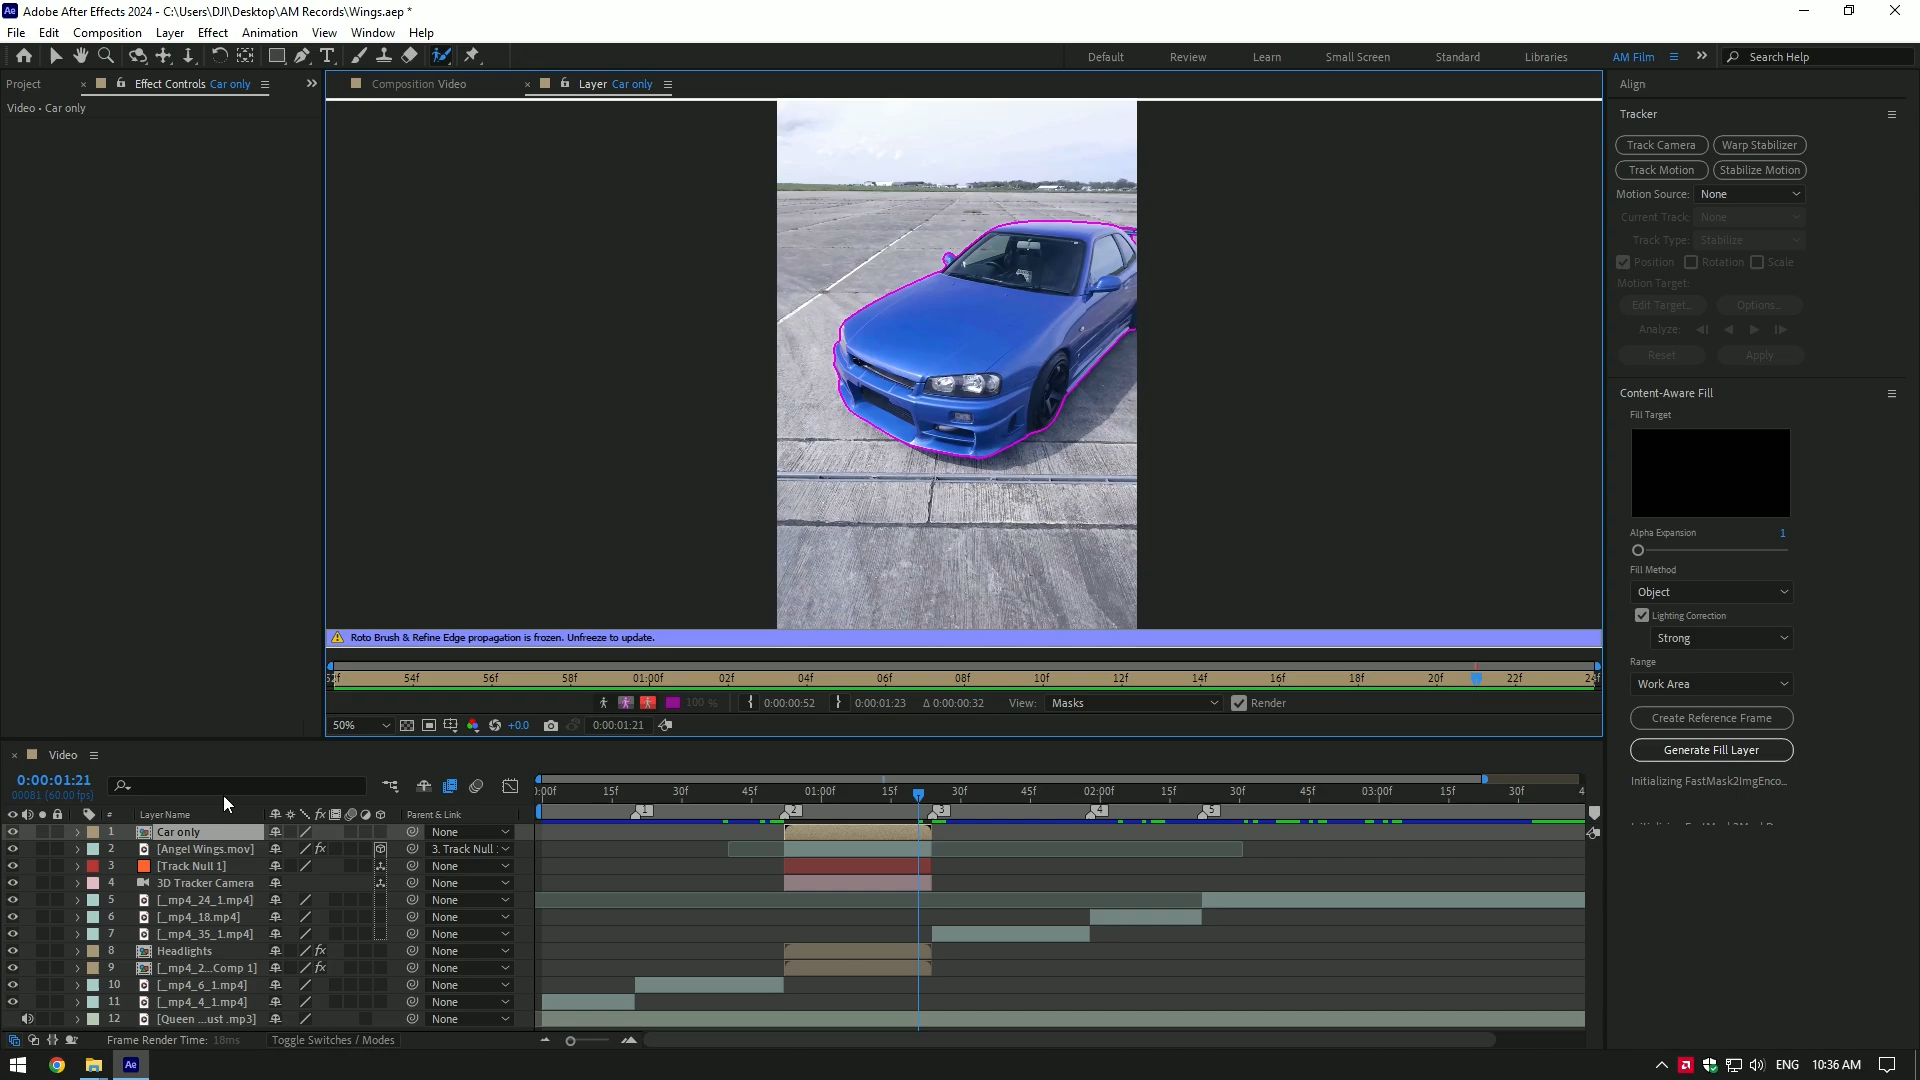 Adobe After Effects 2024 - C:\Users\DJI\Desktop\AM Records\Wings.aep *
File Edit Composition Layer Effect Animation View Window Help
Default Review Learn Small Screen Standard Libraries AM Film Search Help
Project Effect Controls Car only
Video • Car only
Composition Video Layer Car only
Align
Tracker
Track Camera Warp Stabilizer
Track Motion Stabilize Motion
Motion Source: None
Current Track: None
Track Type: Stabilize
Position Rotation Scale
Motion Target:
Edit Target... Options...
Analyze:
Reset Apply
Content-Aware Fill
Fill Target
Alpha Expansion 1
Fill Method
Object
Lighting Correction
Strong
Range
Work Area
Create Reference Frame
Generate Fill Layer
Initializing FastMask2ImgEnco...
Roto Brush & Refine Edge propagation is frozen. Unfreeze to update.
52f 54f 56f 58f 01:00f 02f 04f 06f 08f 10f 12f 14f 16f 18f 20f 22f 24f
100 % 0:00:00:52 0:00:01:23 Δ 0:00:00:32 View: Masks Render
50% +0.0 0:00:01:21
Video
0:00:01:21
00081 (60.00 fps)
:00f 15f 30f 45f 01:00f 15f 30f 45f 02:00f 15f 30f 45f 03:00f 15f 30f 4
1 2 3 4 5
# Layer Name Parent & Link
1 Car only None
2 [Angel Wings.mov] 3. Track Null :
3 [Track Null 1] None
4 3D Tracker Camera None
5 [_mp4_24_1.mp4] None
6 [_mp4_18.mp4] None
7 [_mp4_35_1.mp4] None
8 Headlights None
9 [_mp4_2...Comp 1] None
10 [_mp4_6_1.mp4] None
11 [_mp4_4_1.mp4] None
12 [Queen ...ust .mp3] None
Frame Render Time: 18ms Toggle Switches / Modes
ENG 10:36 AM